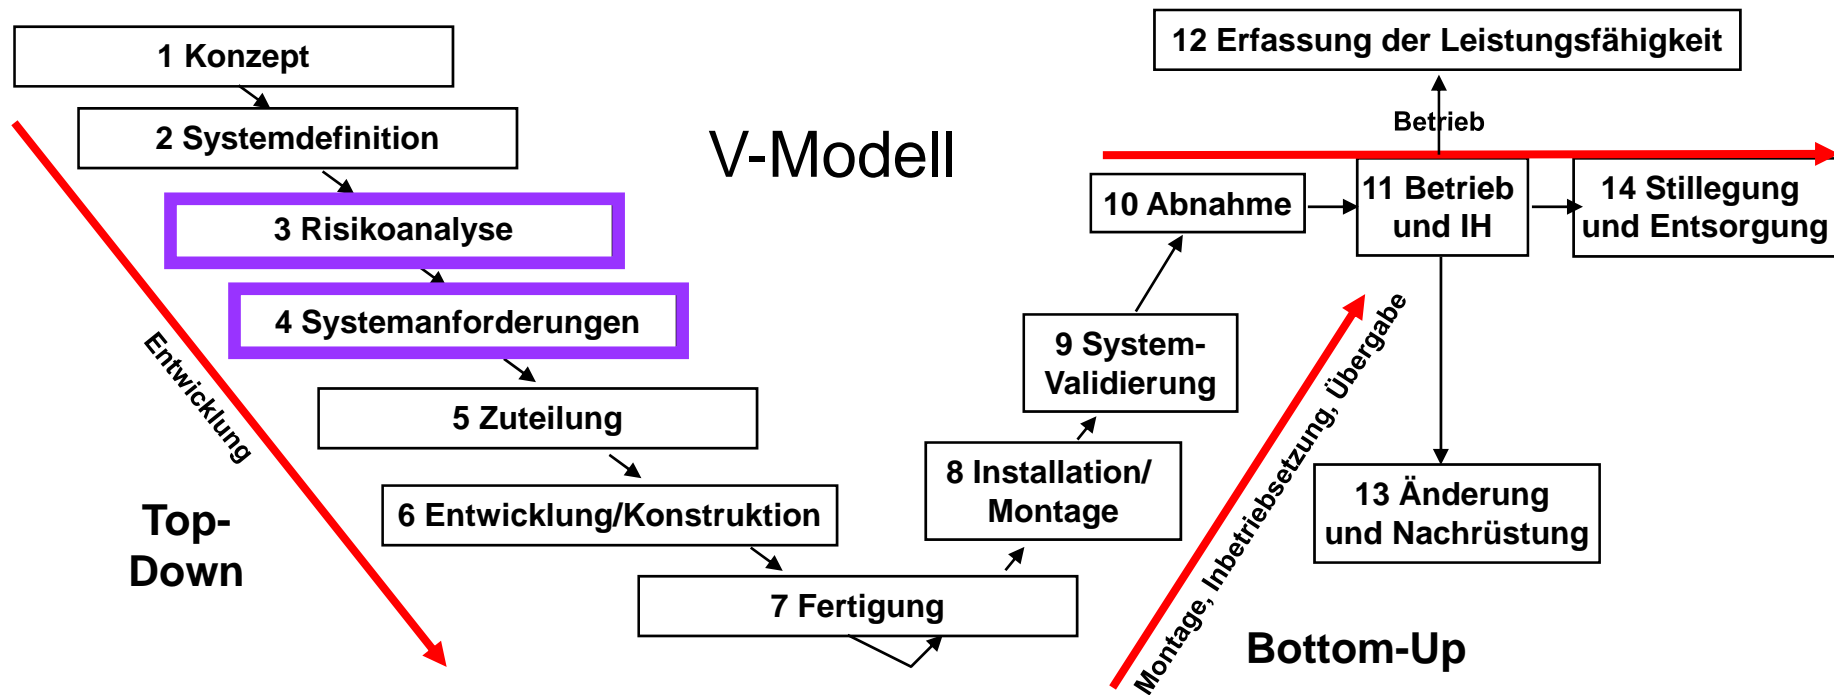 1 Konzept
2 Systemdefinition
3 Risikoanalyse
4 Systemanforderungen
5 Zuteilung
6 Entwicklung/Konstruktion
7 Fertigung
Entwicklung
Top-
Down
V-Modell
8 Installation/
Montage
9 System-
Validierung
10 Abnahme
Montage, Inbetriebsetzung, Übergabe
Bottom-Up
12 Erfassung der Leistungsfähigkeit
Betrieb
11 Betrieb
und IH
14 Stillegung
und Entsorgung
13 Änderung
und Nachrüstung